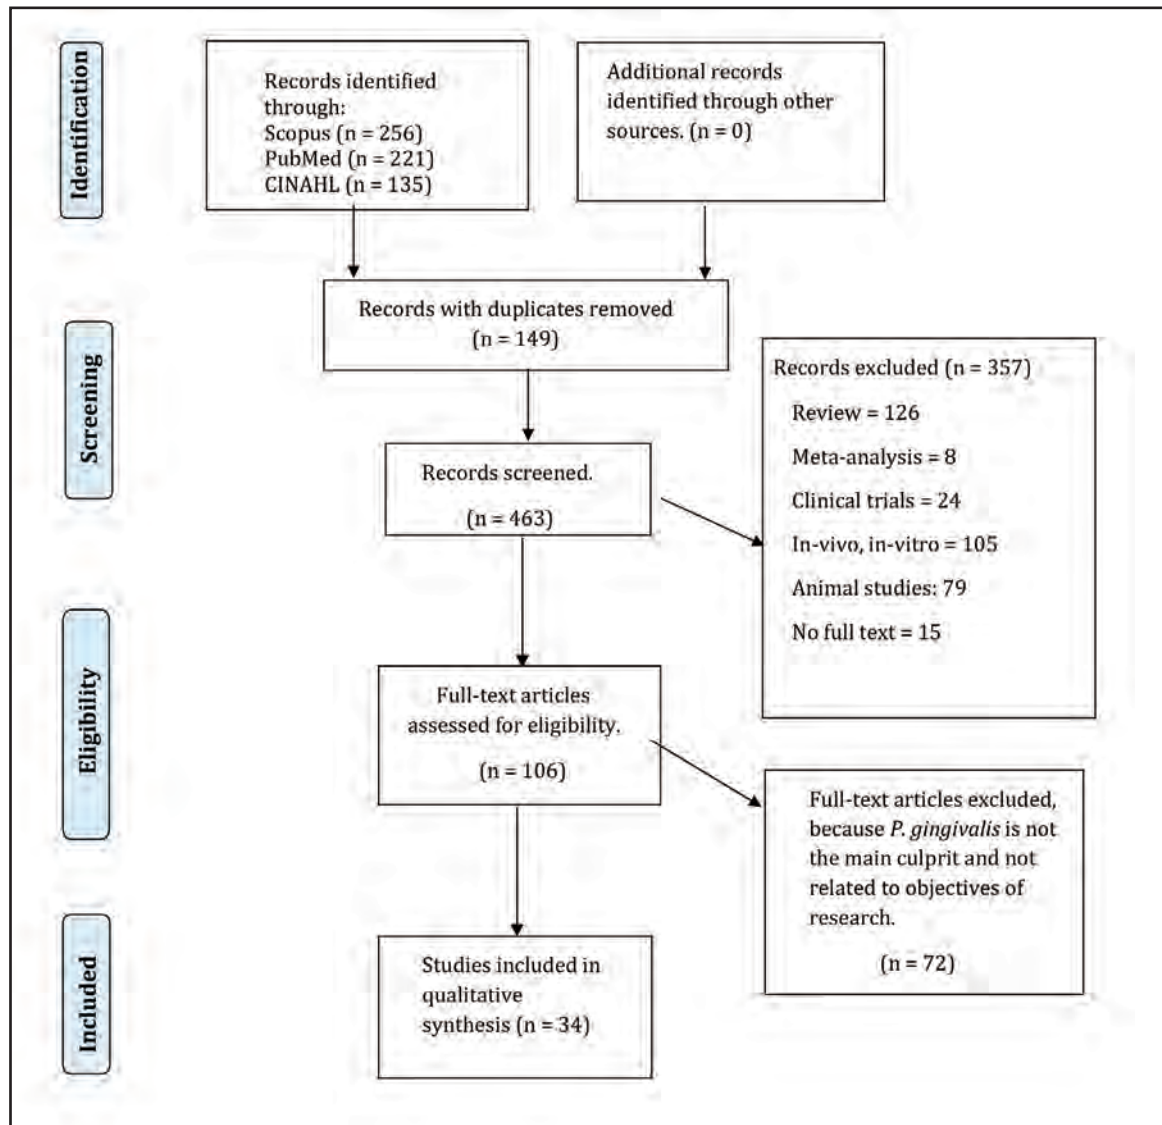 Identification
Records identified
through:
Scopus (n = 256)
PubMed (n = 221)
CINAHL (n = 135)
Additional records
identified through other
sources. (n = 0)
Records with duplicates removed
(n = 149)
Screening
Records screened.
(n = 463)
Records excluded (n = 357)
Review = 126
Meta-analysis = 8
Clinical trials = 24
In-vivo, in-vitro = 105
Animal studies: 79
No full text = 15
Eligibility
Full-text articles
assessed for eligibility.
(n = 106)
Full-text articles excluded,
because P. gingivalis is not
the main culprit and not
related to objectives of
research.
(n = 72)
Included
Studies included in
qualitative
synthesis (n = 34)